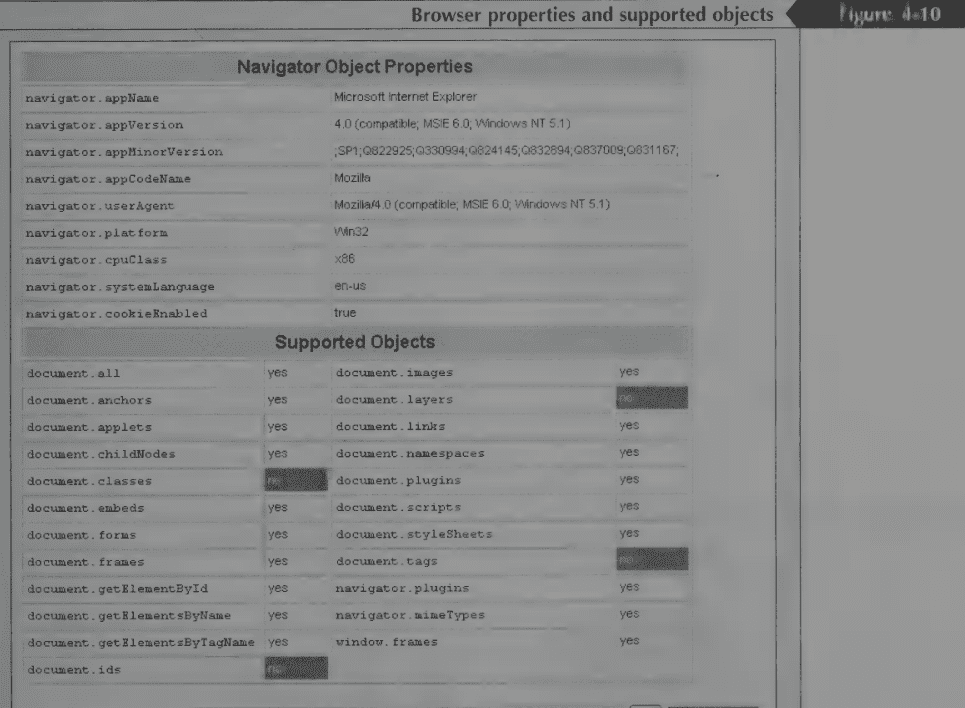 Browser properties and supported objects Figure 4-10
Navigator Object Properties
navigator.appName Microsoft Internet Explorer
navigator.appVersion 4.0 (compatible; MSIE 6.0; Windows NT 5.1)
navigator.appMinorVersion ;SP1;Q822925;Q330994;Q824145;Q832894;Q837009;Q831167;
navigator.appCodeName Mozilla
navigator.userAgent Mozilla/4.0 (compatible; MSIE 6.0; Windows NT 5.1)
navigator.platform Win32
navigator.cpuClass x86
navigator.systemLanguage en-us
navigator.cookieEnabled true
Supported Objects
document.all yes document.images yes
document.anchors yes document.layers no
document.applets yes document.links yes
document.childNodes yes document.namespaces yes
document.classes no document.plugins yes
document.embeds yes document.scripts yes
document.forms yes document.styleSheets yes
document.frames yes document.tags no
document.getElementById yes navigator.plugins yes
document.getElementsByName yes navigator.mimeTypes yes
document.getElementsByTagName yes window.frames yes
document.ids no